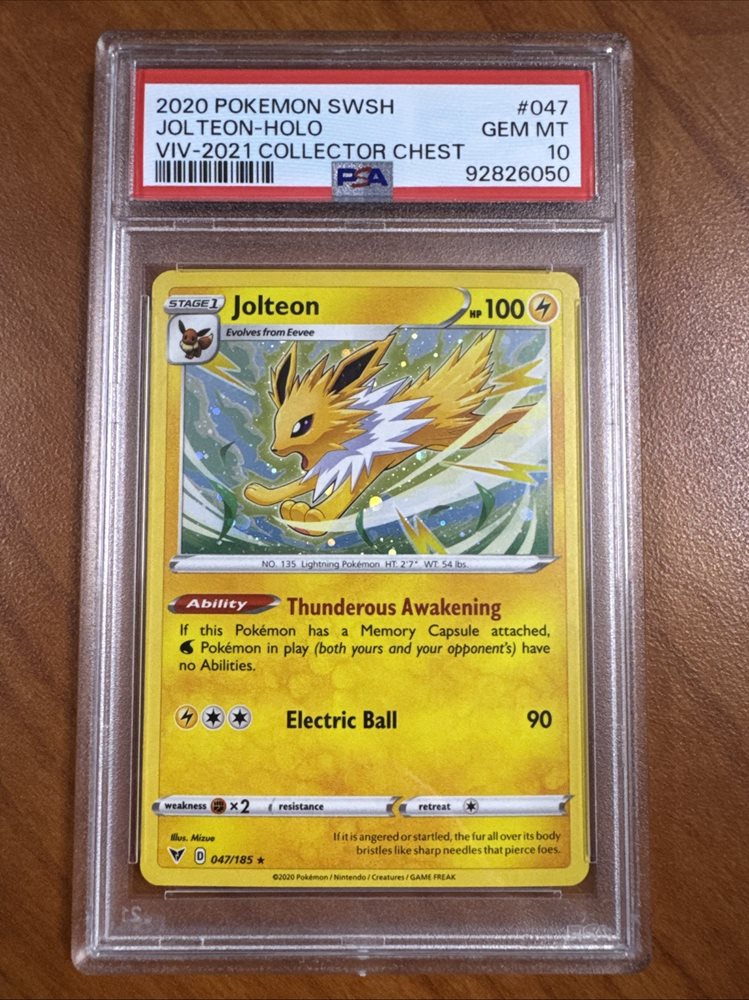 2020 POKEMON SWSH #047
JOLTEON-HOLO GEM MT
VIV-2021 COLLECTOR CHEST 10
PSA 92826050
STAGE 1 Jolteon HP 100
Evolves from Eevee
NO. 135 Lightning Pokémon HT: 2'7" WT: 54 lbs.
Ability Thunderous Awakening
If this Pokémon has a Memory Capsule attached,
Pokémon in play (both yours and your opponent's) have
no Abilities.
Electric Ball 90
weakness ×2 resistance retreat
Illus. Mizue
If it is angered or startled, the fur all over its body
bristles like sharp needles that pierce foes.
D 047/185 ★
©2020 Pokémon / Nintendo / Creatures / GAME FREAK